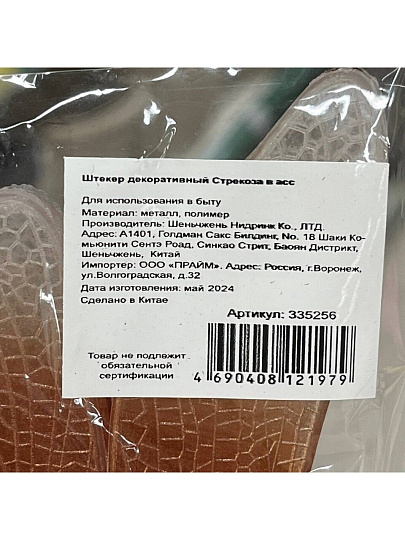 Штекер декоративный Стрекоза в асс
Для использования в быту
Материал: металл, полимер
Производитель: Шеньчжень Нидринк Ко., ЛТД.
Адрес: А1401, Голдман Сакс Билдинг, No. 18 Шаки Ко-
мьюнити Сентэ Роад, Синкао Стрит, Баоян Дистрикт,
Шеньчжень, Китай
Импортер: ООО «ПРАЙМ». Адрес: Россия, г.Воронеж,
ул.Волгоградская, д.32
Дата изготовления: май 2024
Сделано в Китае
Артикул: 335256
Товар не подлежит
обязательной
сертификации
4 690408 121979